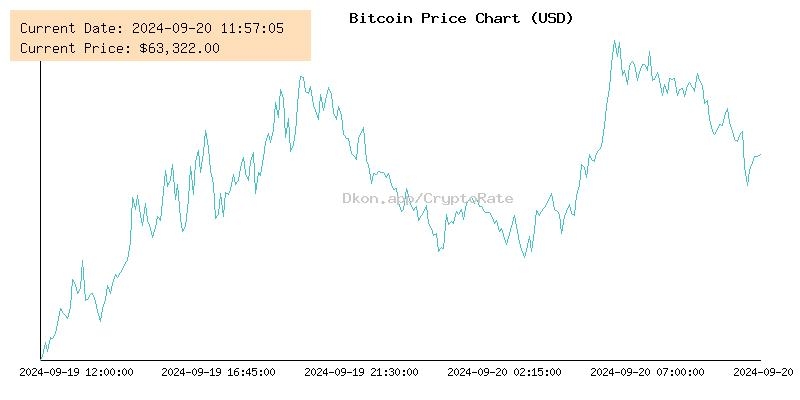 Bitcoin Price Chart (USD)
Current Date: 2024-09-20 11:57:05
Current Price: $63,322.00
Dkon.app/CryptoRate
2024-09-19 12:00:00 2024-09-19 16:45:00 2024-09-19 21:30:00 2024-09-20 02:15:00 2024-09-20 07:00:00 2024-09-20